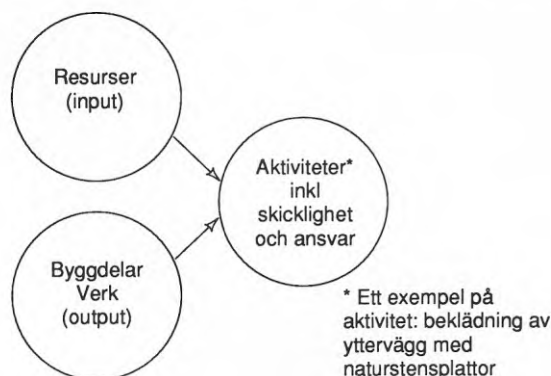 Resurser
(input)
Aktiviteter*
inkl
skicklighet
och ansvar
Byggdelar
Verk
(output)
* Ett exempel på
aktivitet: beklädning av
yttervägg med
naturstensplattor